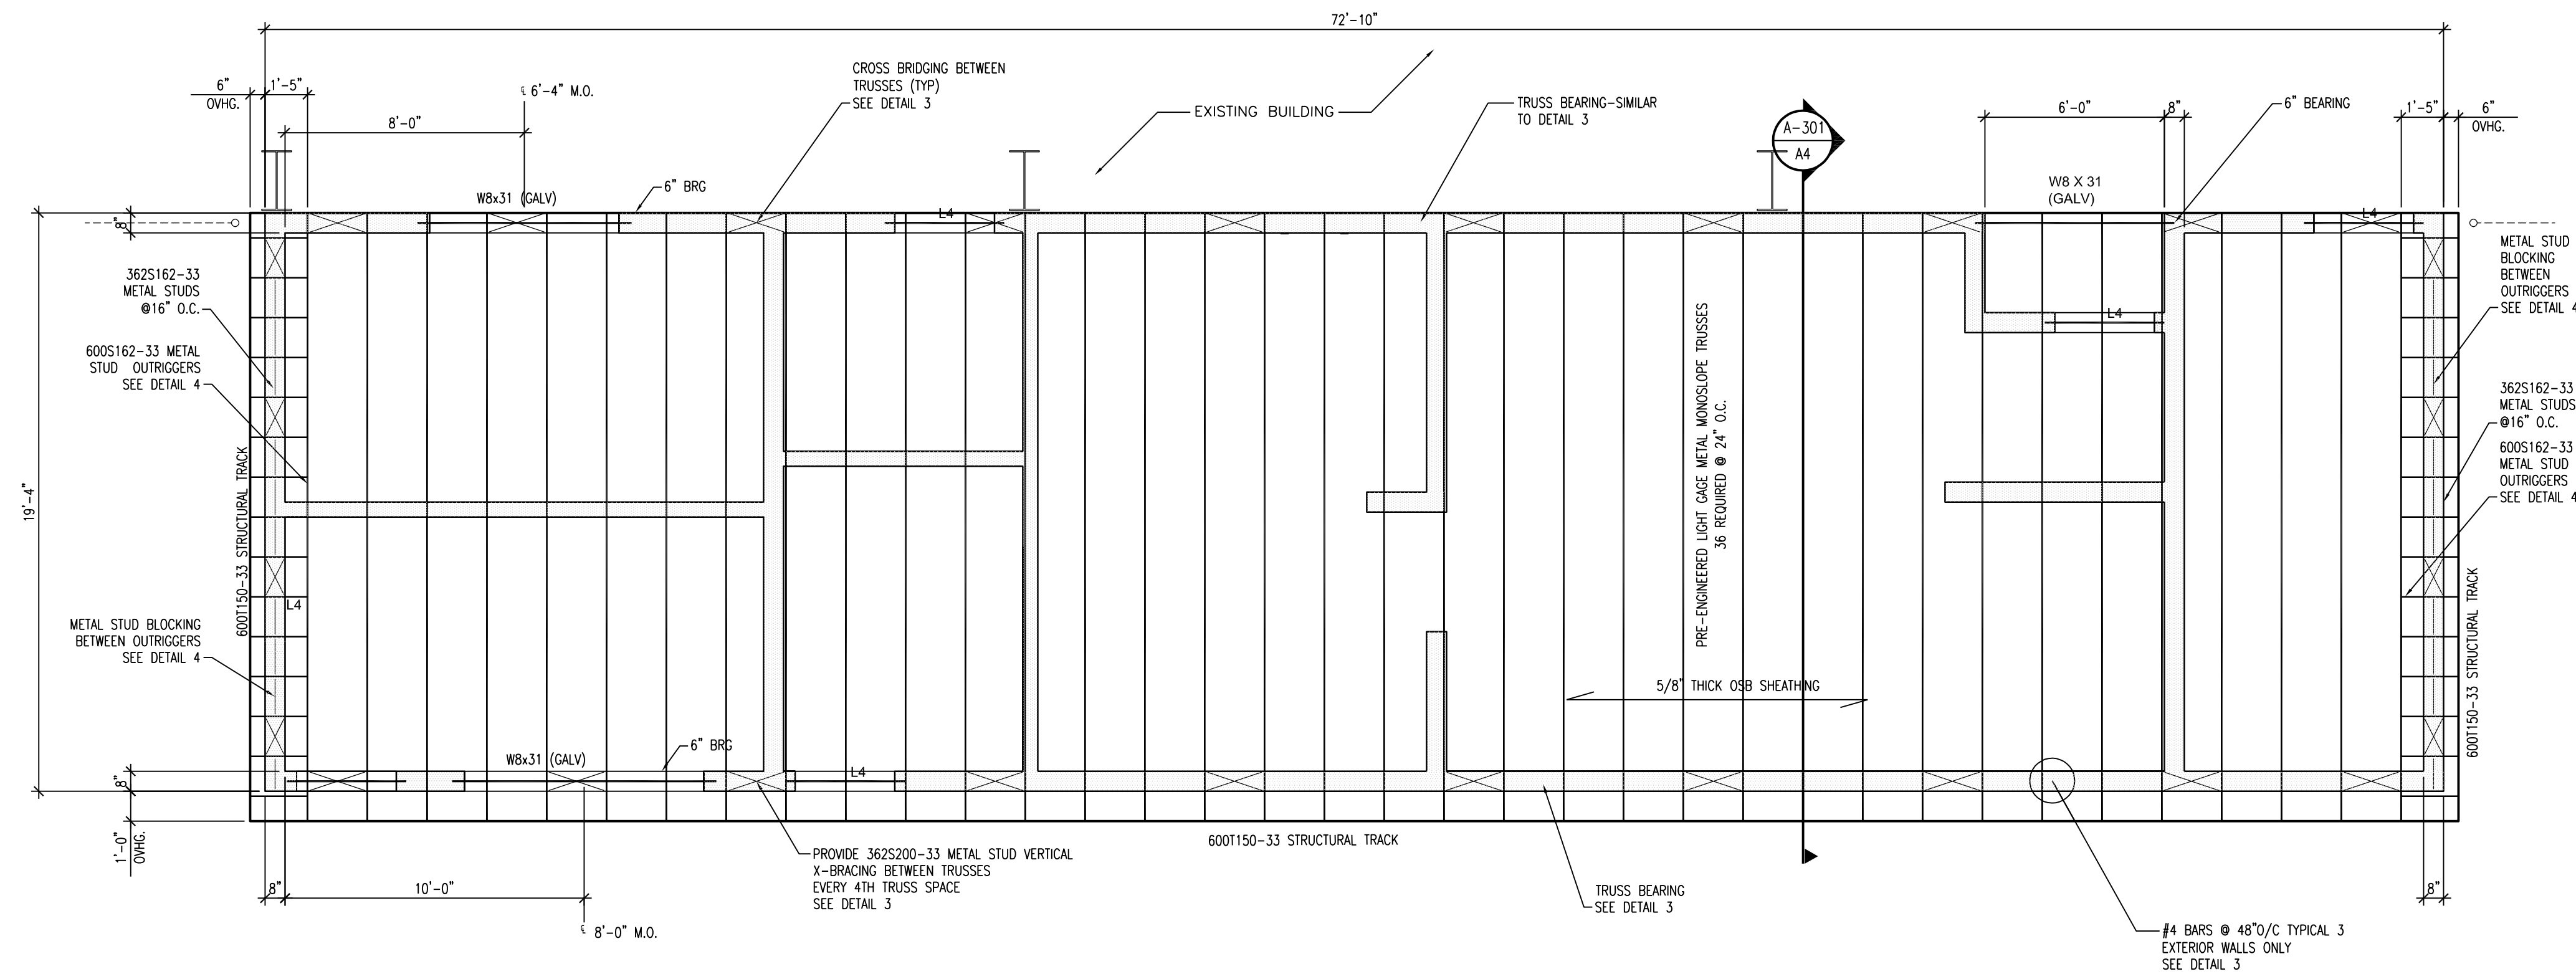 72'-10"
6"
OVHG.
1'-5"
℄ 6'-4" M.O.
8'-0"
CROSS BRIDGING BETWEEN
TRUSSES (TYP)
SEE DETAIL 3
EXISTING BUILDING
TRUSS BEARING-SIMILAR
TO DETAIL 3
A-301
A4
6'-0"
8"
6" BEARING
1'-5"
6"
OVHG.
W8x31 (GALV)
6" BRG
L4
W8 X 31
(GALV)
L4
8"
362S162-33
METAL STUDS
@16" O.C.
600S162-33 METAL
STUD OUTRIGGERS
SEE DETAIL 4
19'-4"
600T150-33 STRUCTURAL TRACK
L4
METAL STUD BLOCKING
BETWEEN OUTRIGGERS
SEE DETAIL 4
PRE-ENGINEERED LIGHT GAGE METAL MONOSLOPE TRUSSES
36 REQUIRED @ 24" O.C.
L4
METAL STUD
BLOCKING
BETWEEN
OUTRIGGERS
SEE DETAIL 4
362S162-33
METAL STUDS
@16" O.C.
600S162-33
METAL STUD
OUTRIGGERS
SEE DETAIL 4
600T150-33 STRUCTURAL TRACK
5/8" THICK OSB SHEATHING
W8x31 (GALV)
6" BRG
L4
8"
1'-0"
OVHG.
600T150-33 STRUCTURAL TRACK
8"
10'-0"
℄ 8'-0" M.O.
PROVIDE 362S200-33 METAL STUD VERTICAL
X-BRACING BETWEEN TRUSSES
EVERY 4TH TRUSS SPACE
SEE DETAIL 3
TRUSS BEARING
SEE DETAIL 3
8"
#4 BARS @ 48"O/C TYPICAL 3
EXTERIOR WALLS ONLY
SEE DETAIL 3